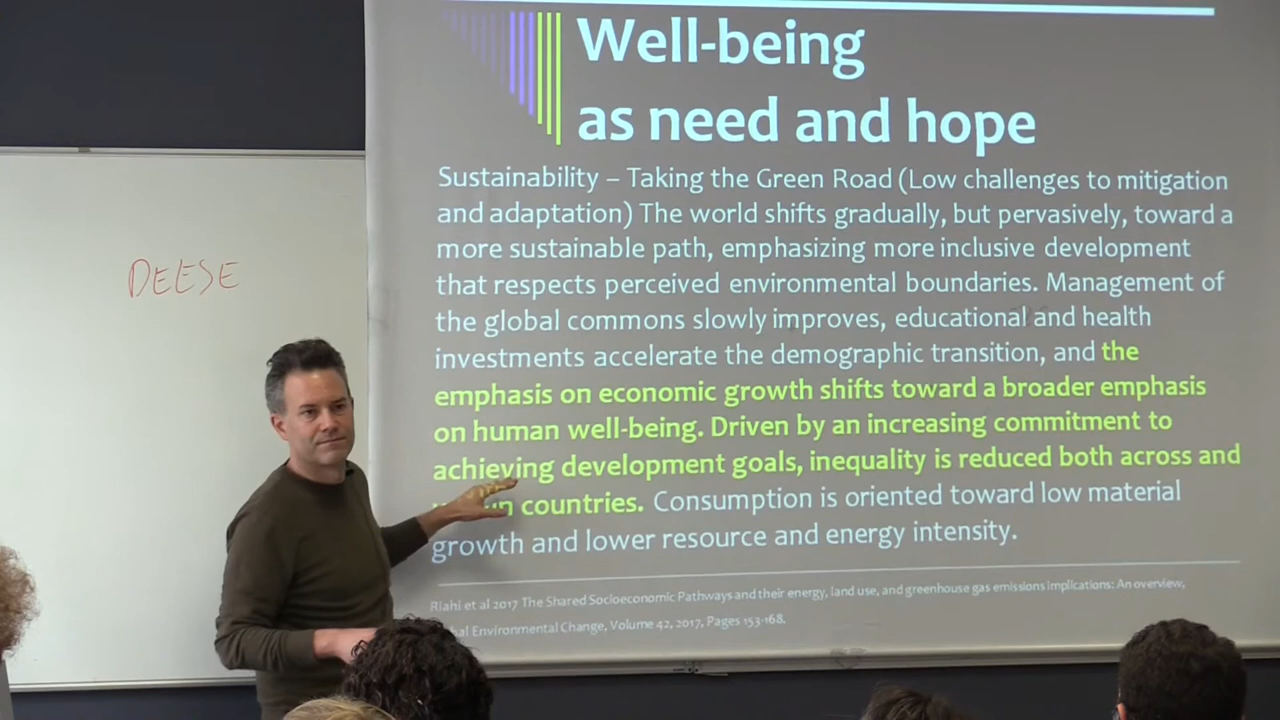 Well-being
as need and hope
Sustainability – Taking the Green Road (Low challenges to mitigation
and adaptation) The world shifts gradually, but pervasively, toward a
more sustainable path, emphasizing more inclusive development
that respects perceived environmental boundaries. Management of
the global commons slowly improves, educational and health
investments accelerate the demographic transition, and the
emphasis on economic growth shifts toward a broader emphasis
on human well-being. Driven by an increasing commitment to
achieving development goals, inequality is reduced both across and
countries. Consumption is oriented toward low material
growth and lower resource and energy intensity.
Riahi et al 2017 The Shared Socioeconomic Pathways and their energy, land use, and greenhouse gas emissions implications: An overview,
Environmental Change, Volume 42, 2017, Pages 153-168.
DEESE